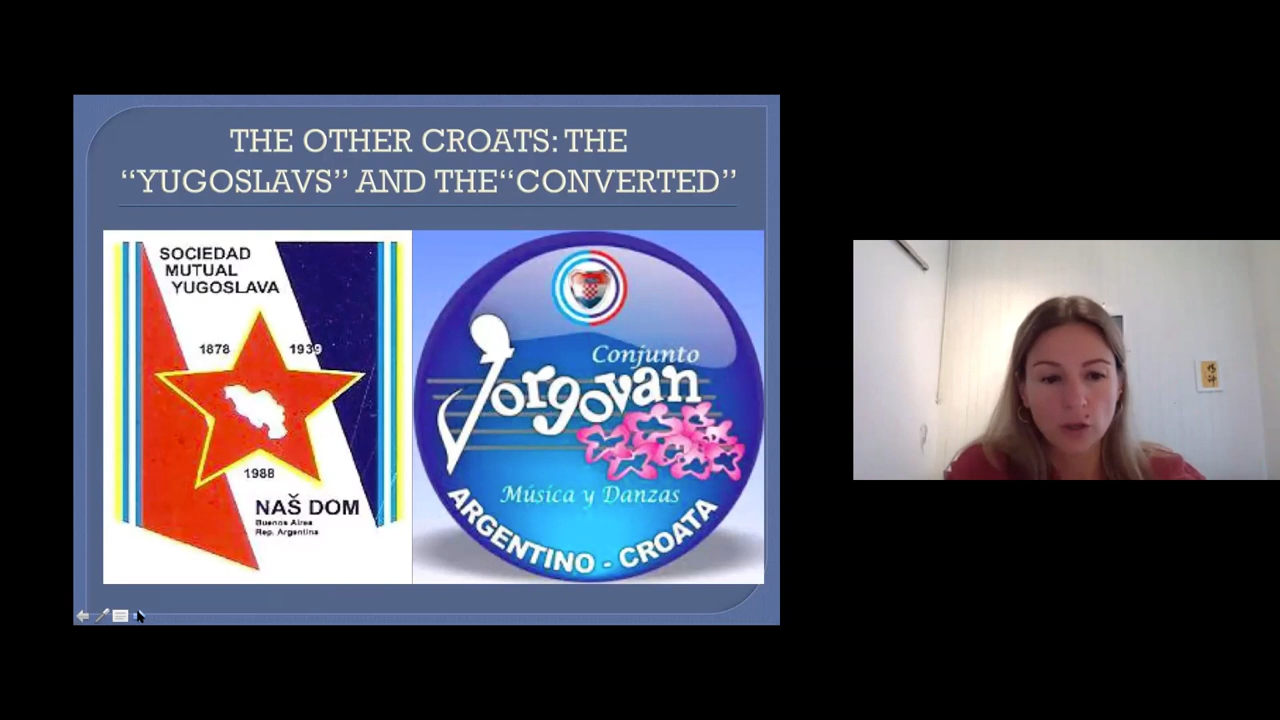 THE OTHER CROATS: THE
“YUGOSLAVS” AND THE“CONVERTED”
SOCIEDAD
MUTUAL
YUGOSLAVA
1878
1939
1988
NAŠ DOM
Buenos Aires
Rep. Argentina
Conjunto
Jorgovan
Música y Danzas
ARGENTINO - CROATA